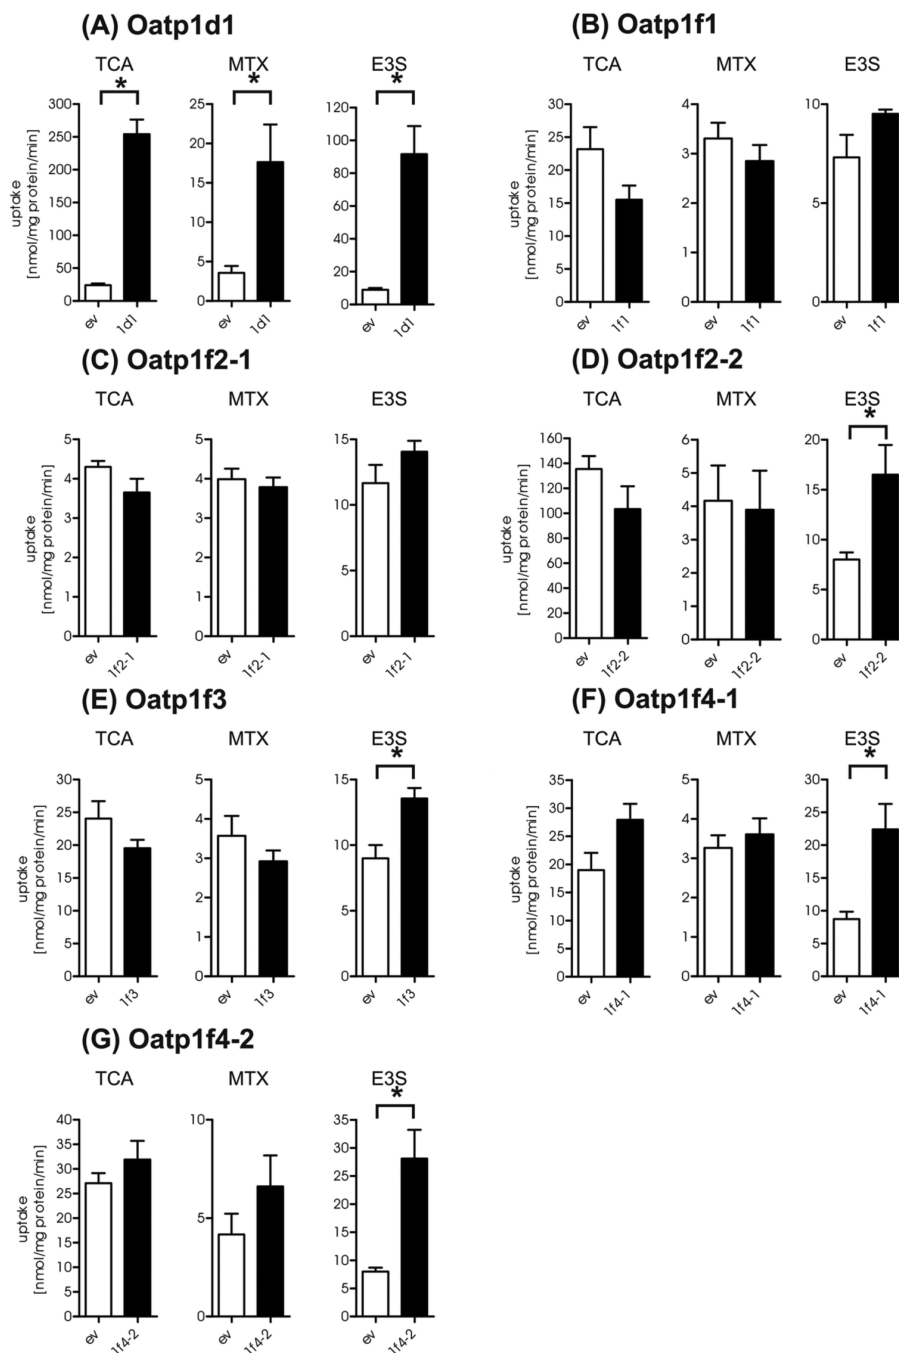 (A) Oatp1d1
TCA
MTX
E3S
*
*
*
uptake
[nmol/mg protein/min]
300
250
200
150
100
50
0
ev
1d1
25
20
15
10
5
0
ev
1d1
120
100
80
60
40
20
0
ev
1d1
(B) Oatp1f1
TCA
MTX
E3S
uptake
[nmol/mg protein/min]
30
25
20
15
10
5
0
ev
1f1
4
3
2
1
0
ev
1f1
10
5
0
ev
1f1
(C) Oatp1f2-1
TCA
MTX
E3S
uptake
[nmol/mg protein/min]
5
4
3
2
1
0
ev
1f2-1
5
4
3
2
1
0
ev
1f2-1
15
10
5
0
ev
1f2-1
(D) Oatp1f2-2
TCA
MTX
E3S
*
uptake
[nmol/mg protein/min]
160
140
120
100
80
60
40
20
0
ev
1f2-2
6
5
4
3
2
1
0
ev
1f2-2
20
15
10
5
0
ev
1f2-2
(E) Oatp1f3
TCA
MTX
E3S
*
uptake
[nmol/mg protein/min]
30
25
20
15
10
5
0
ev
1f3
5
4
3
2
1
0
ev
1f3
15
10
5
0
ev
1f3
(F) Oatp1f4-1
TCA
MTX
E3S
*
uptake
[nmol/mg protein/min]
35
30
25
20
15
10
5
0
ev
1f4-1
5
4
3
2
1
0
ev
1f4-1
30
25
20
15
10
5
0
ev
1f4-1
(G) Oatp1f4-2
TCA
MTX
E3S
*
uptake
[nmol/mg protein/min]
40
35
30
25
20
15
10
5
0
ev
1f4-2
10
5
0
ev
1f4-2
35
30
25
20
15
10
5
0
ev
1f4-2